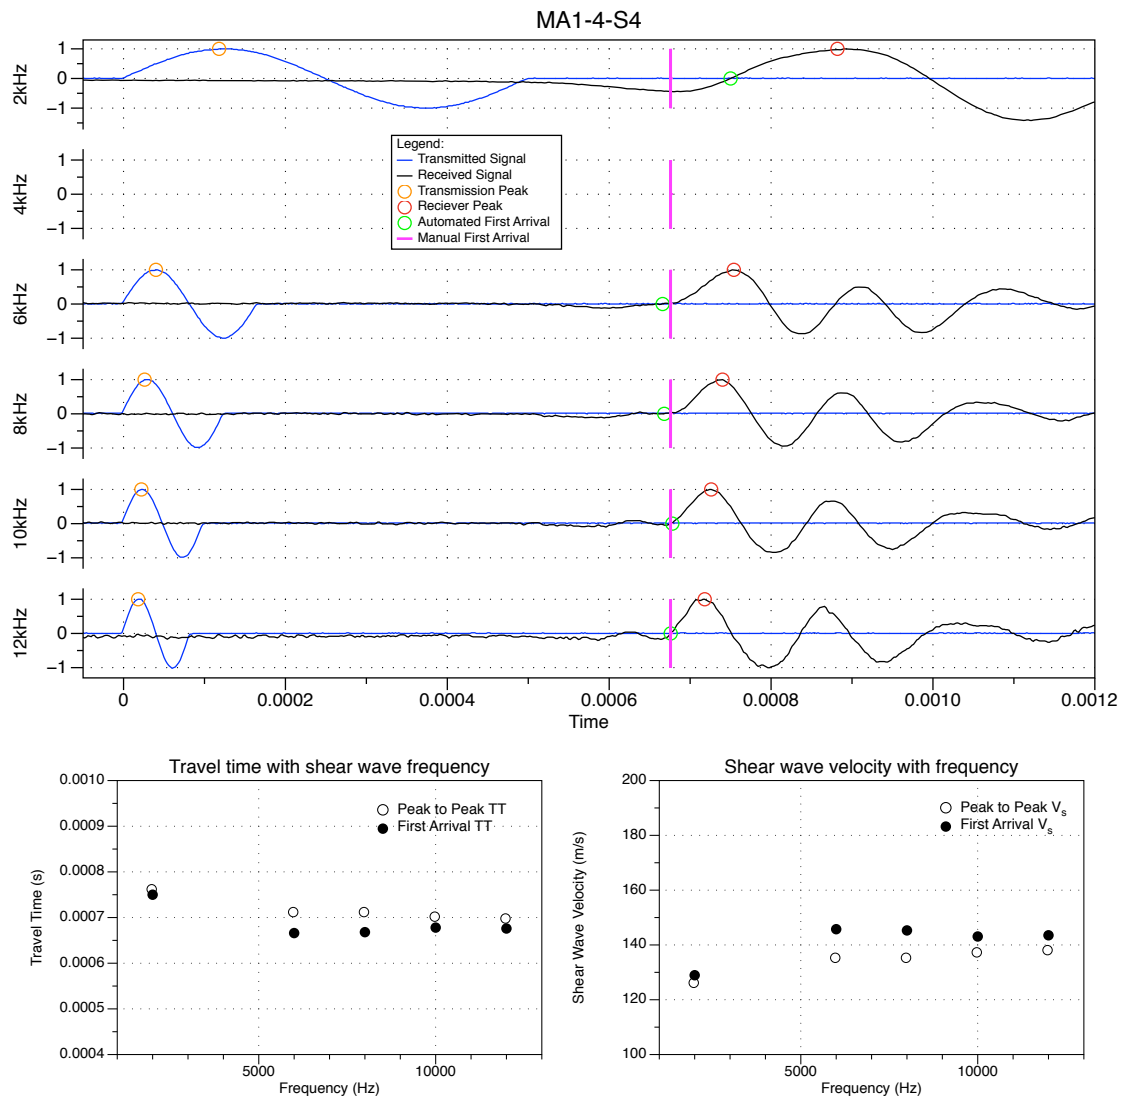 MA1-4-S4
2kHz
1
0
−1
Legend:
Transmitted Signal
Received Signal
Transmission Peak
Reciever Peak
Automated First Arrival
Manual First Arrival
4kHz
1
0
−1
6kHz
1
0
−1
8kHz
1
0
−1
10kHz
1
0
−1
12kHz
1
0
−1
0 0.0002 0.0004 0.0006 0.0008 0.0010 0.0012
Time
Travel time with shear wave frequency
Travel Time (s)
0.0010
0.0009
0.0008
0.0007
0.0006
0.0005
0.0004
Peak to Peak TT
First Arrival TT
5000 10000
Frequency (Hz)
Shear wave velocity with frequency
Shear Wave Velocity (m/s)
200
180
160
140
120
100
Peak to Peak Vs
First Arrival Vs
5000 10000
Frequency (Hz)